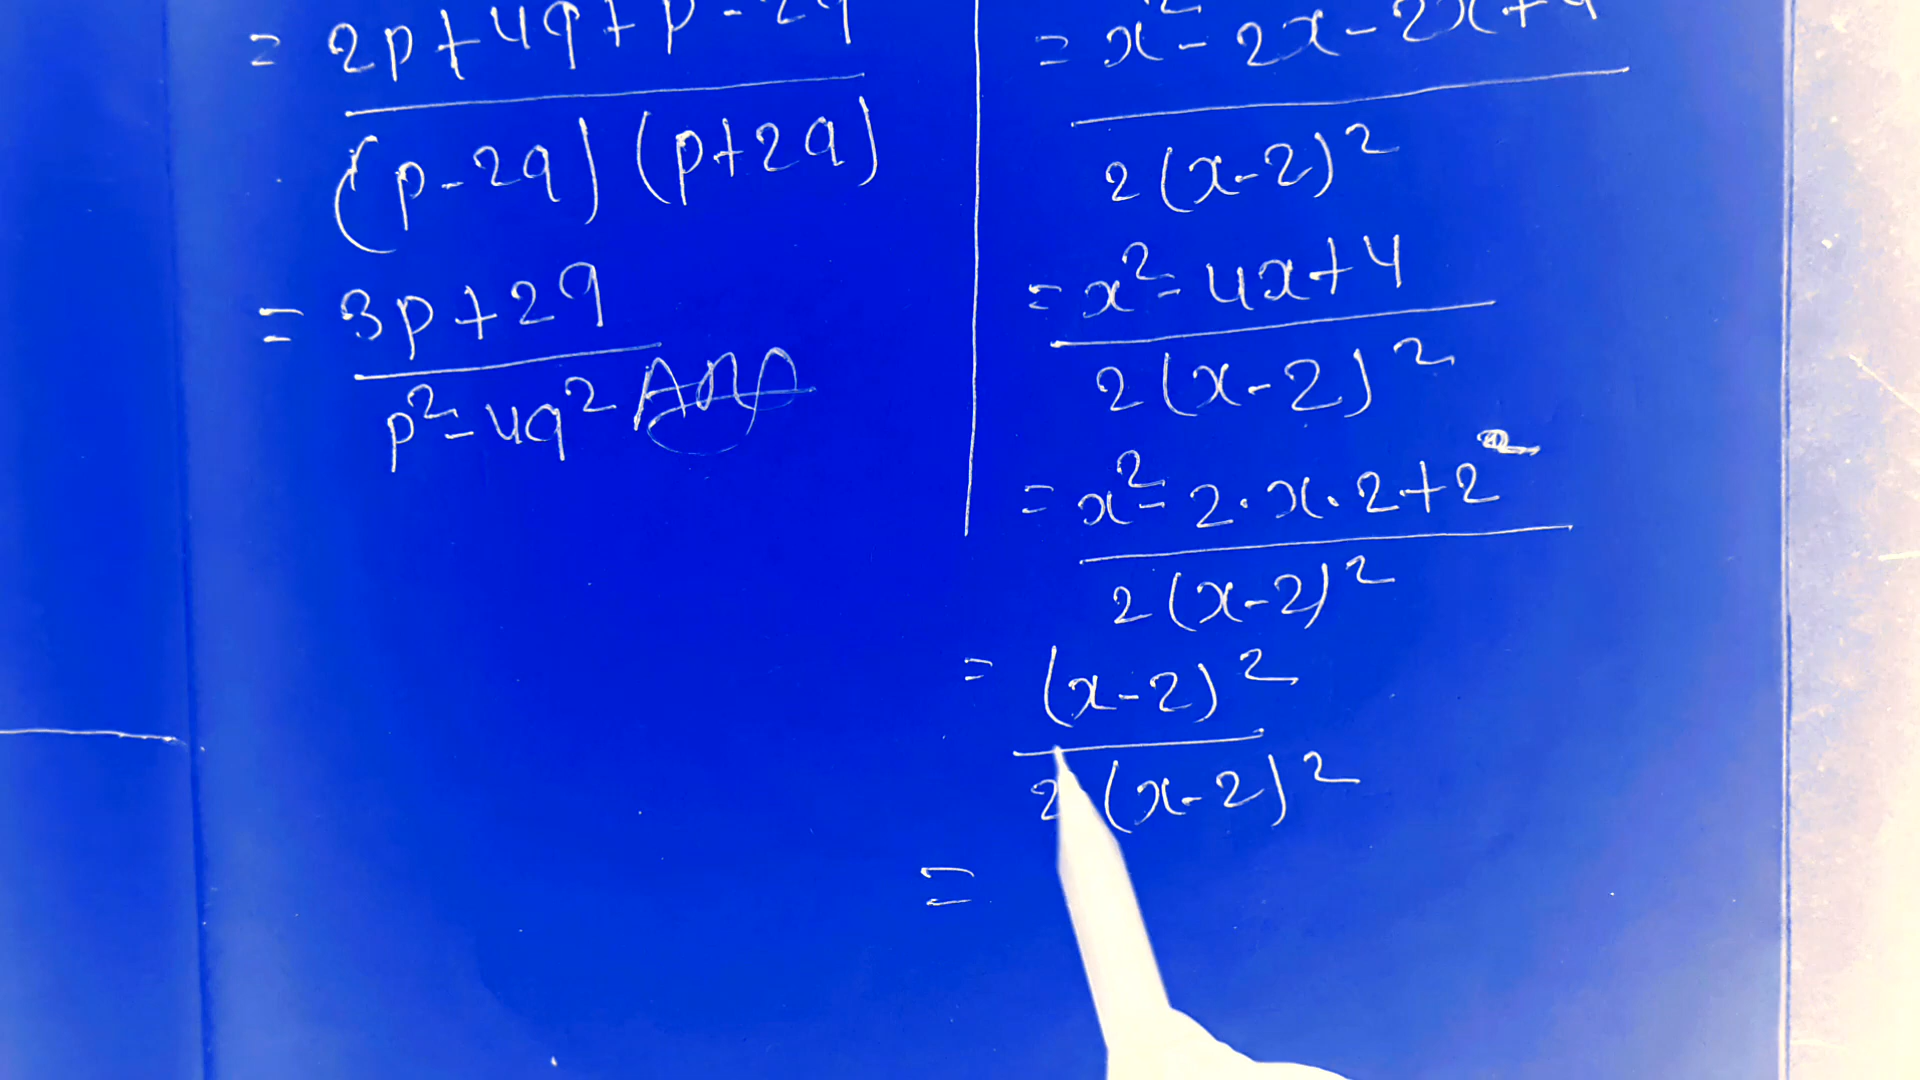 = 2p+4q+p-2q
(p-2q) (p+2q)
= 3p+2q
p²-4q² Ans
= x²-2x-2x+4
2(x-2)²
= x²-4x+4
2(x-2)²
= x²-2·x·2+2²
2(x-2)²
= (x-2)²
2(x-2)²
=